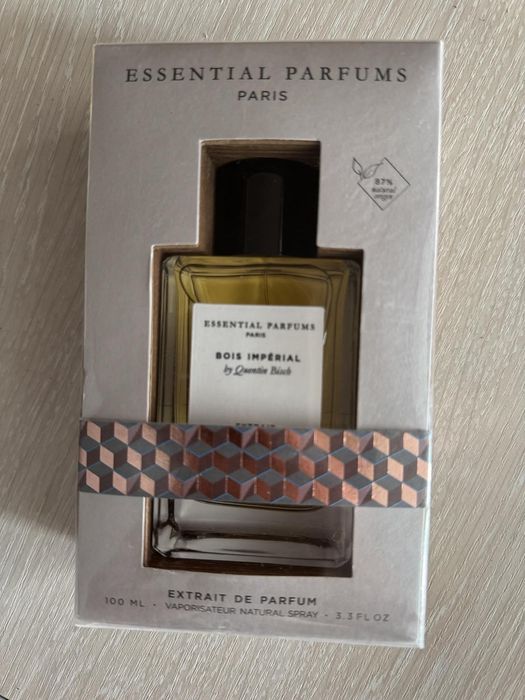 ESSENTIAL PARFUMS
PARIS
87%
natural
origin
ESSENTIAL PARFUMS
PARIS
BOIS IMPÉRIAL
by Quentin Bisch
EXTRAIT DE PARFUM
100 ML • VAPORISATEUR NATURAL SPRAY • 3.3 FL OZ